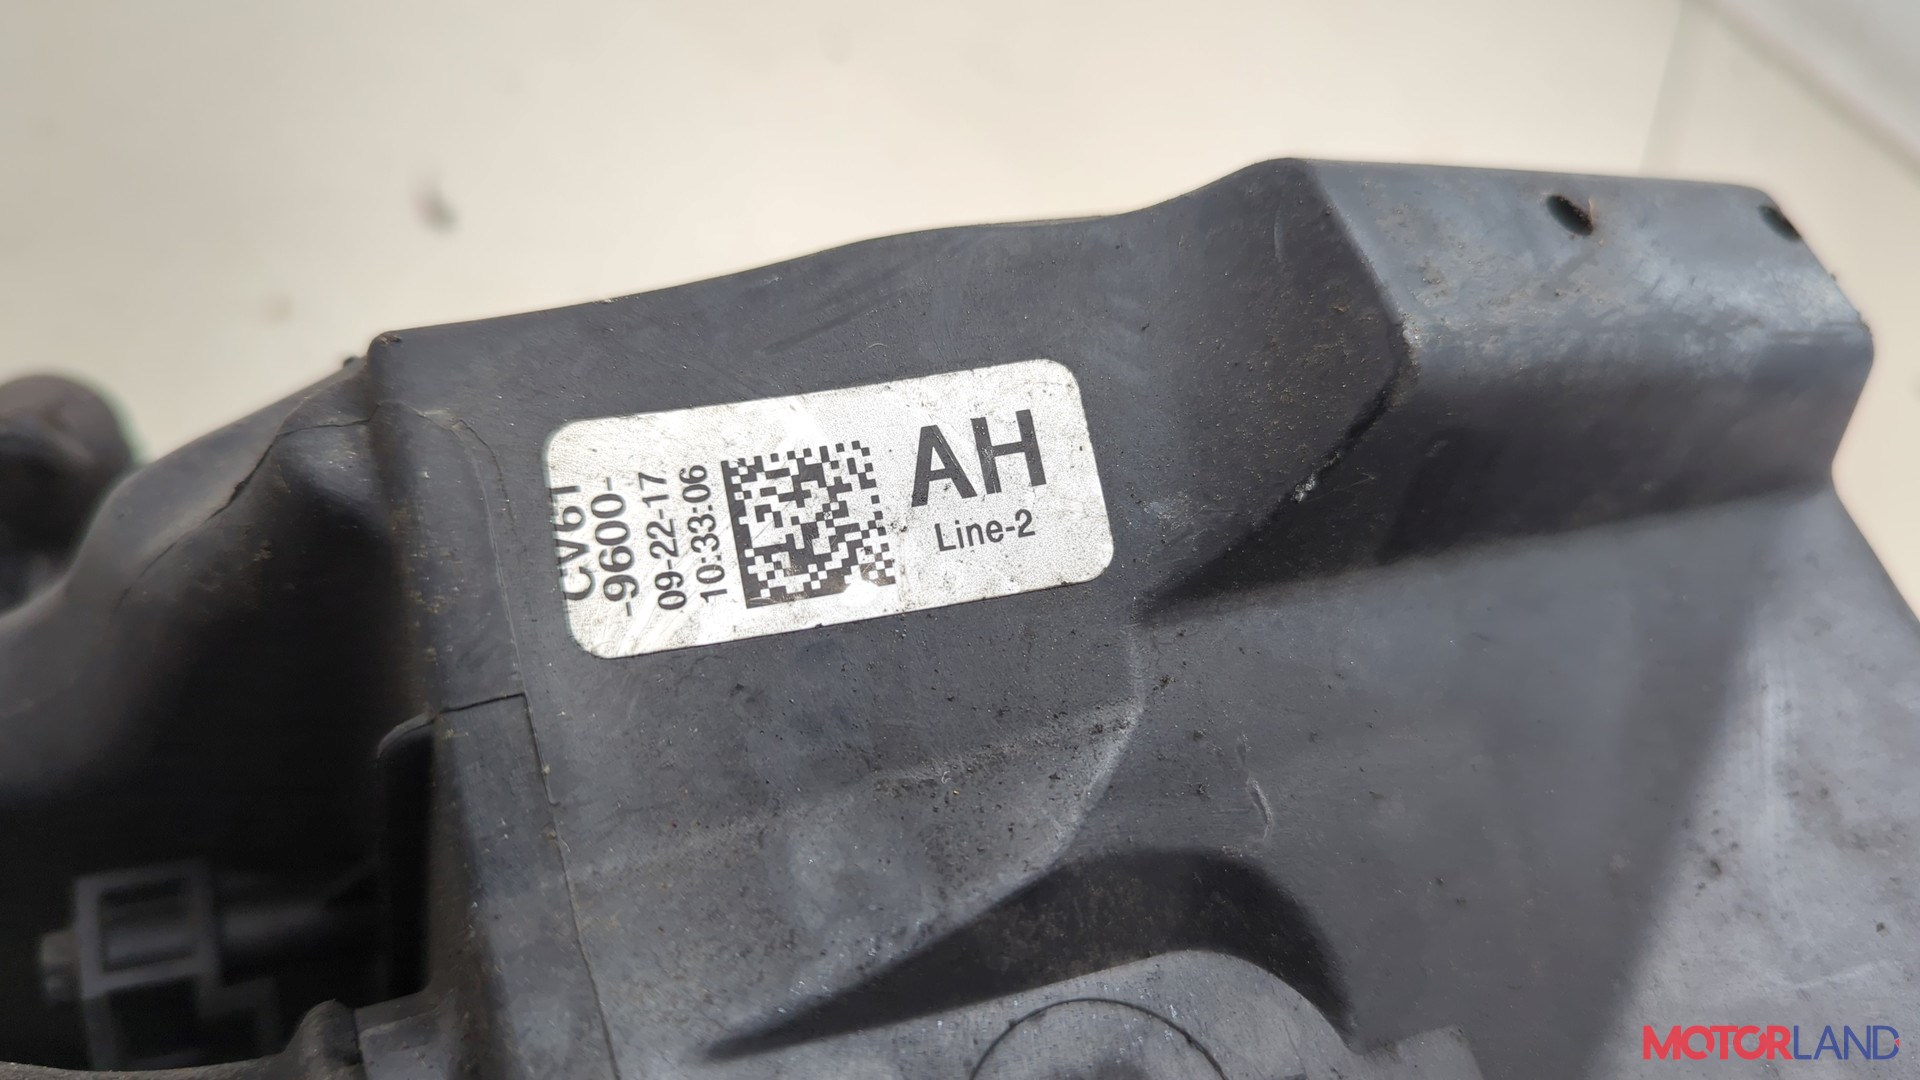 CV61
-9600-
09-22-17
10:33:06
AH
Line-2
MOTORLAND